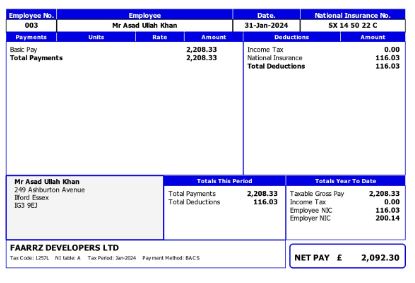 Employee No. Employee Date. National Insurance No.
003 Mr Asad Ullah Khan 31-Jan-2024 SX 14 50 22 C
Payments Units Rate Amount Deductions Amount
Basic Pay 2,208.33 Income Tax 0.00
Total Payments 2,208.33 National Insurance 116.03
Total Deductions 116.03
Mr Asad Ullah Khan Totals This Period Totals Year To Date
249 Ashburton Avenue
Ilford Essex
IG3 9EJ
Total Payments 2,208.33
Total Deductions 116.03
Taxable Gross Pay 2,208.33
Income Tax 0.00
Employee NIC 116.03
Employer NIC 200.14
FAARRZ DEVELOPERS LTD
Tax Code: 1257L NI table: A Tax Period: Jan-2024 Payment Method: BACS
NET PAY £ 2,092.30